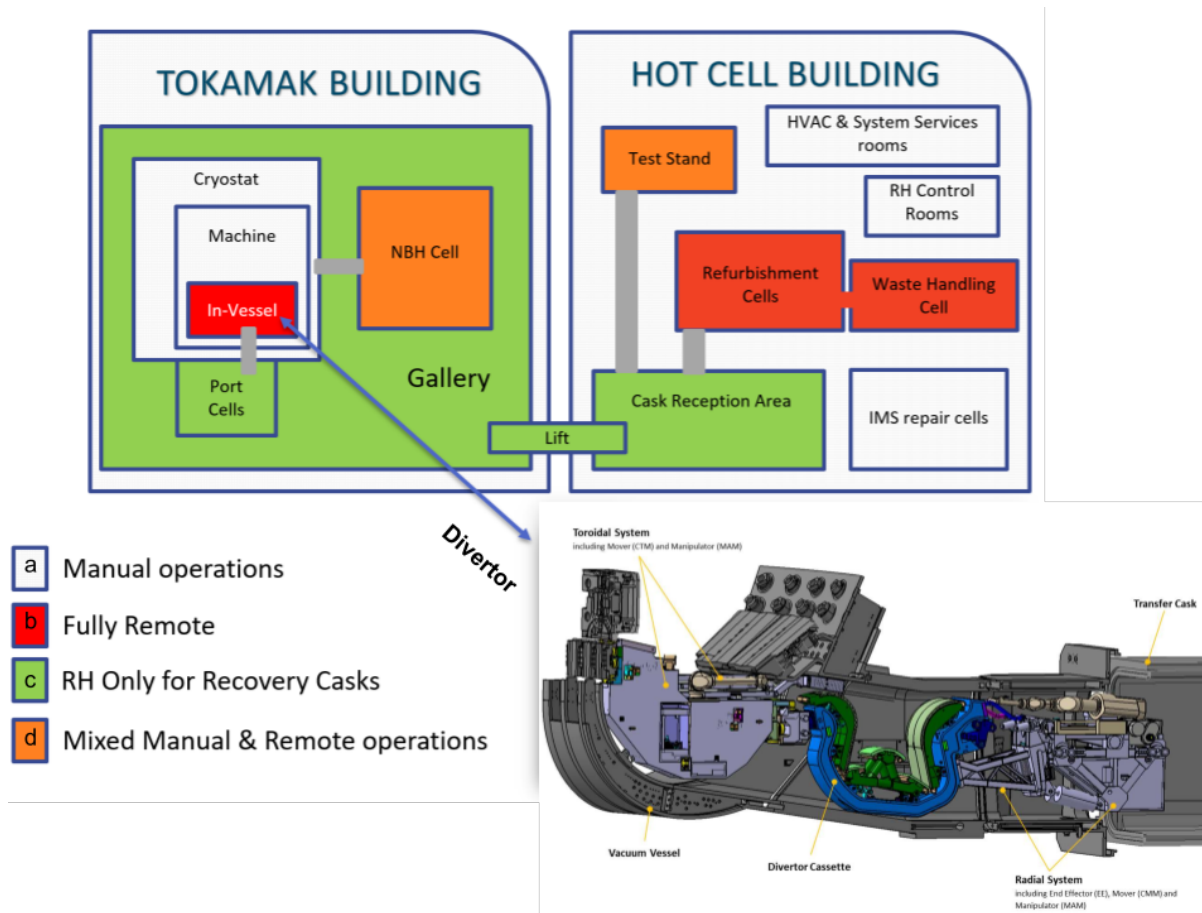 TOKAMAK BUILDING
HOT CELL BUILDING
Cryostat
Machine
In-Vessel
Port
Cells
NBH Cell
Gallery
Lift
Test Stand
HVAC & System Services
rooms
RH Control
Rooms
Refurbishment
Cells
Waste Handling
Cell
Cask Reception Area
IMS repair cells
Divertor
a Manual operations
b Fully Remote
c RH Only for Recovery Casks
d Mixed Manual & Remote operations
Toroidal System
including Mover (CTM) and Manipulator (MAM)
Transfer Cask
Vacuum Vessel
Divertor Cassette
Radial System
including End Effector (EE), Mover (CMM) and
Manipulator (MAM)